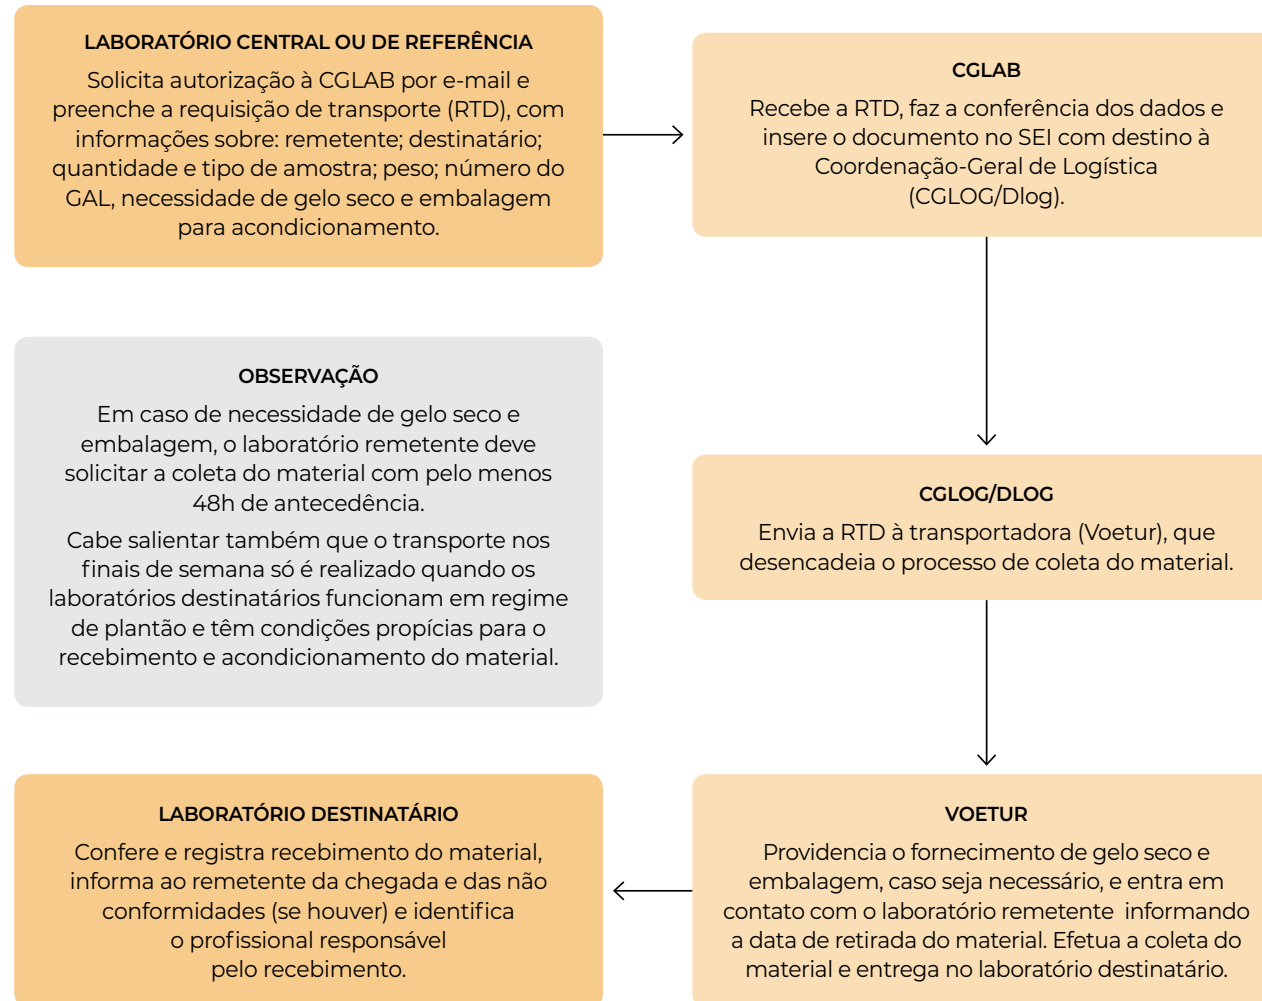 LABORATÓRIO CENTRAL OU DE REFERÊNCIA
Solicita autorização à CGLAB por e-mail e
preenche a requisição de transporte (RTD), com
informações sobre: remetente; destinatário;
quantidade e tipo de amostra; peso; número do
GAL, necessidade de gelo seco e embalagem
para acondicionamento.
CGLAB
Recebe a RTD, faz a conferência dos dados e
insere o documento no SEI com destino à
Coordenação-Geral de Logística
(CGLOG/Dlog).
OBSERVAÇÃO
Em caso de necessidade de gelo seco e
embalagem, o laboratório remetente deve
solicitar a coleta do material com pelo menos
48h de antecedência.
Cabe salientar também que o transporte nos
finais de semana só é realizado quando os
laboratórios destinatários funcionam em regime
de plantão e têm condições propícias para o
recebimento e acondicionamento do material.
CGLOG/DLOG
Envia a RTD à transportadora (Voetur), que
desencadeia o processo de coleta do material.
VOETUR
Providencia o fornecimento de gelo seco e
embalagem, caso seja necessário, e entra em
contato com o laboratório remetente informando
a data de retirada do material. Efetua a coleta do
material e entrega no laboratório destinatário.
LABORATÓRIO DESTINATÁRIO
Confere e registra recebimento do material,
informa ao remetente da chegada e das não
conformidades (se houver) e identifica
o profissional responsável
pelo recebimento.